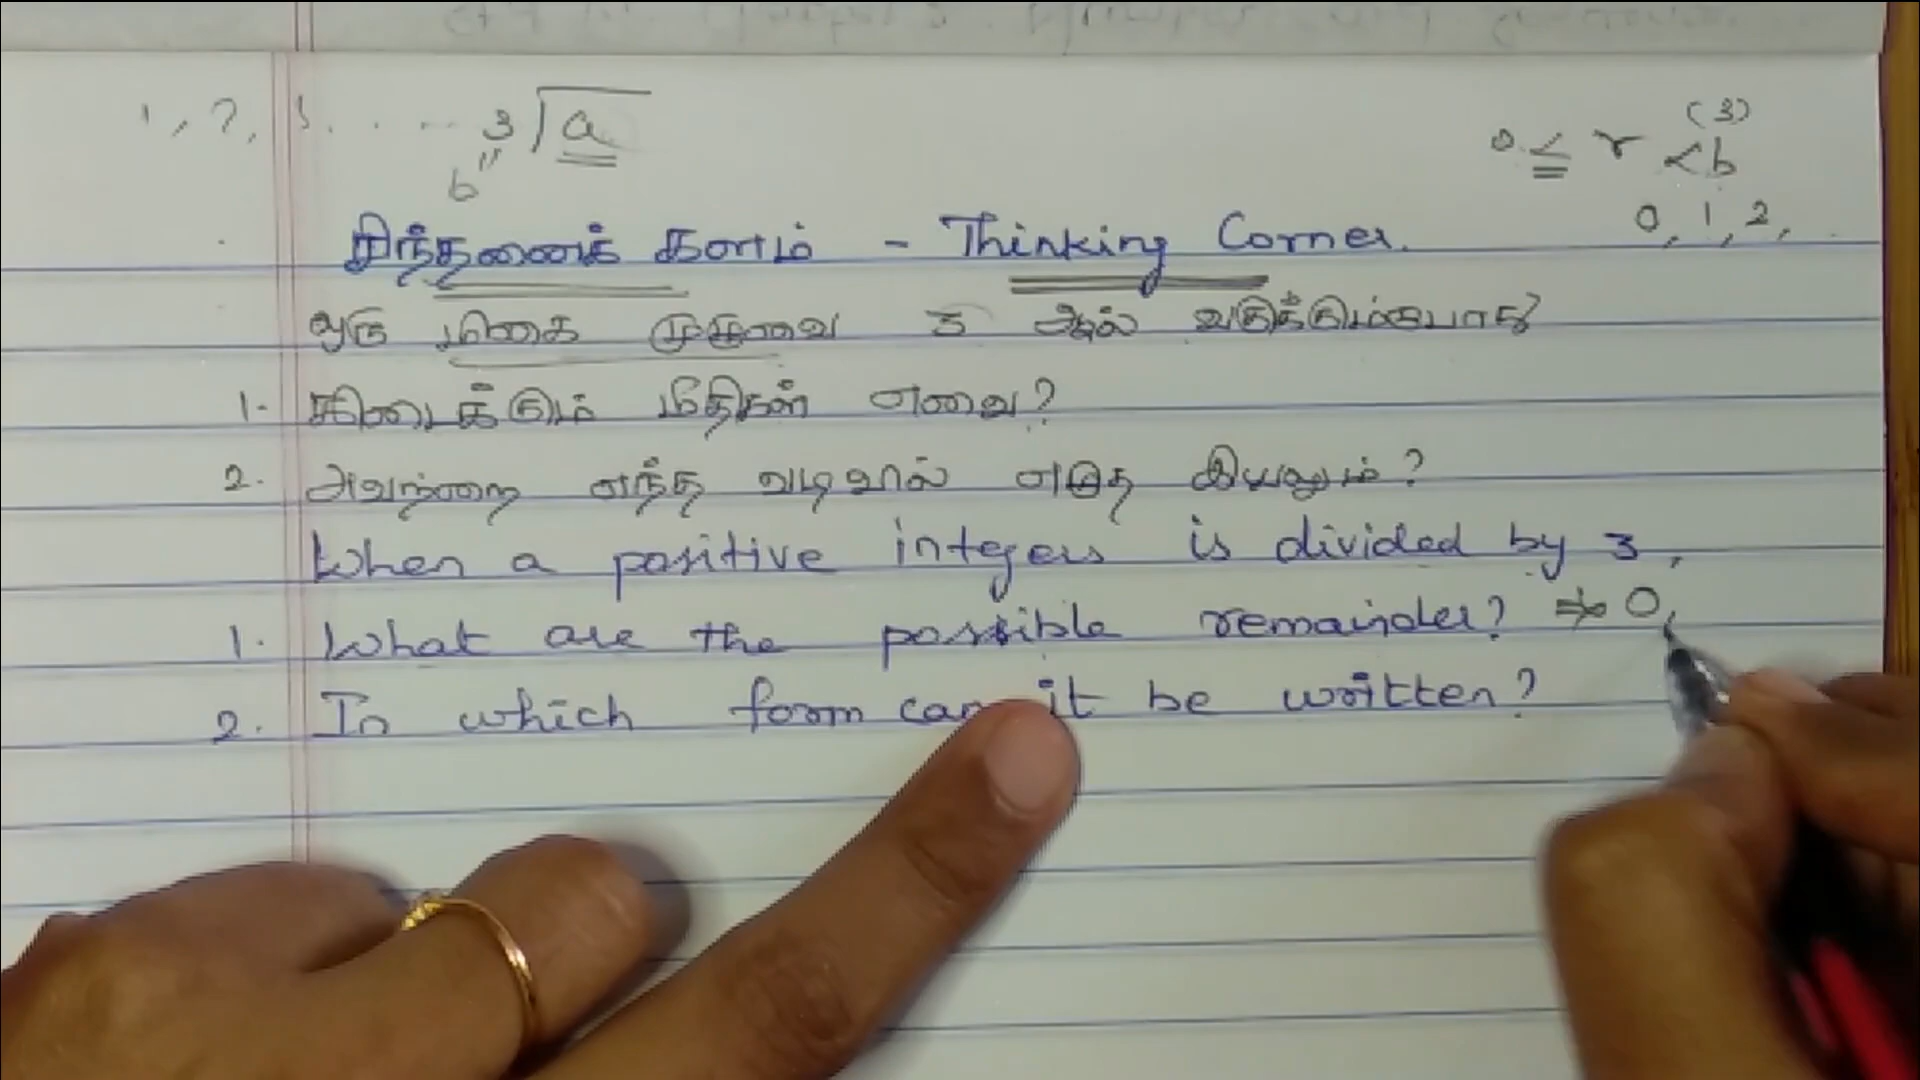 1, 2, 3, . . . . . 3 a
b
0 ≤ r < b (3)
0, 1, 2,
சிந்தனைக் களம் - Thinking Corner.
ஒரு மிகை முழுவை 3 ஆல் வகுக்கும்போது
1. கிடைக்கும் மீதிகள் எவை?
2. அவற்றை எந்த வடிவில் எழுத இயலும்?
When a positive integers is divided by 3,
1. What are the possible remainder? ⇒ 0,
2. In which form can it be written?